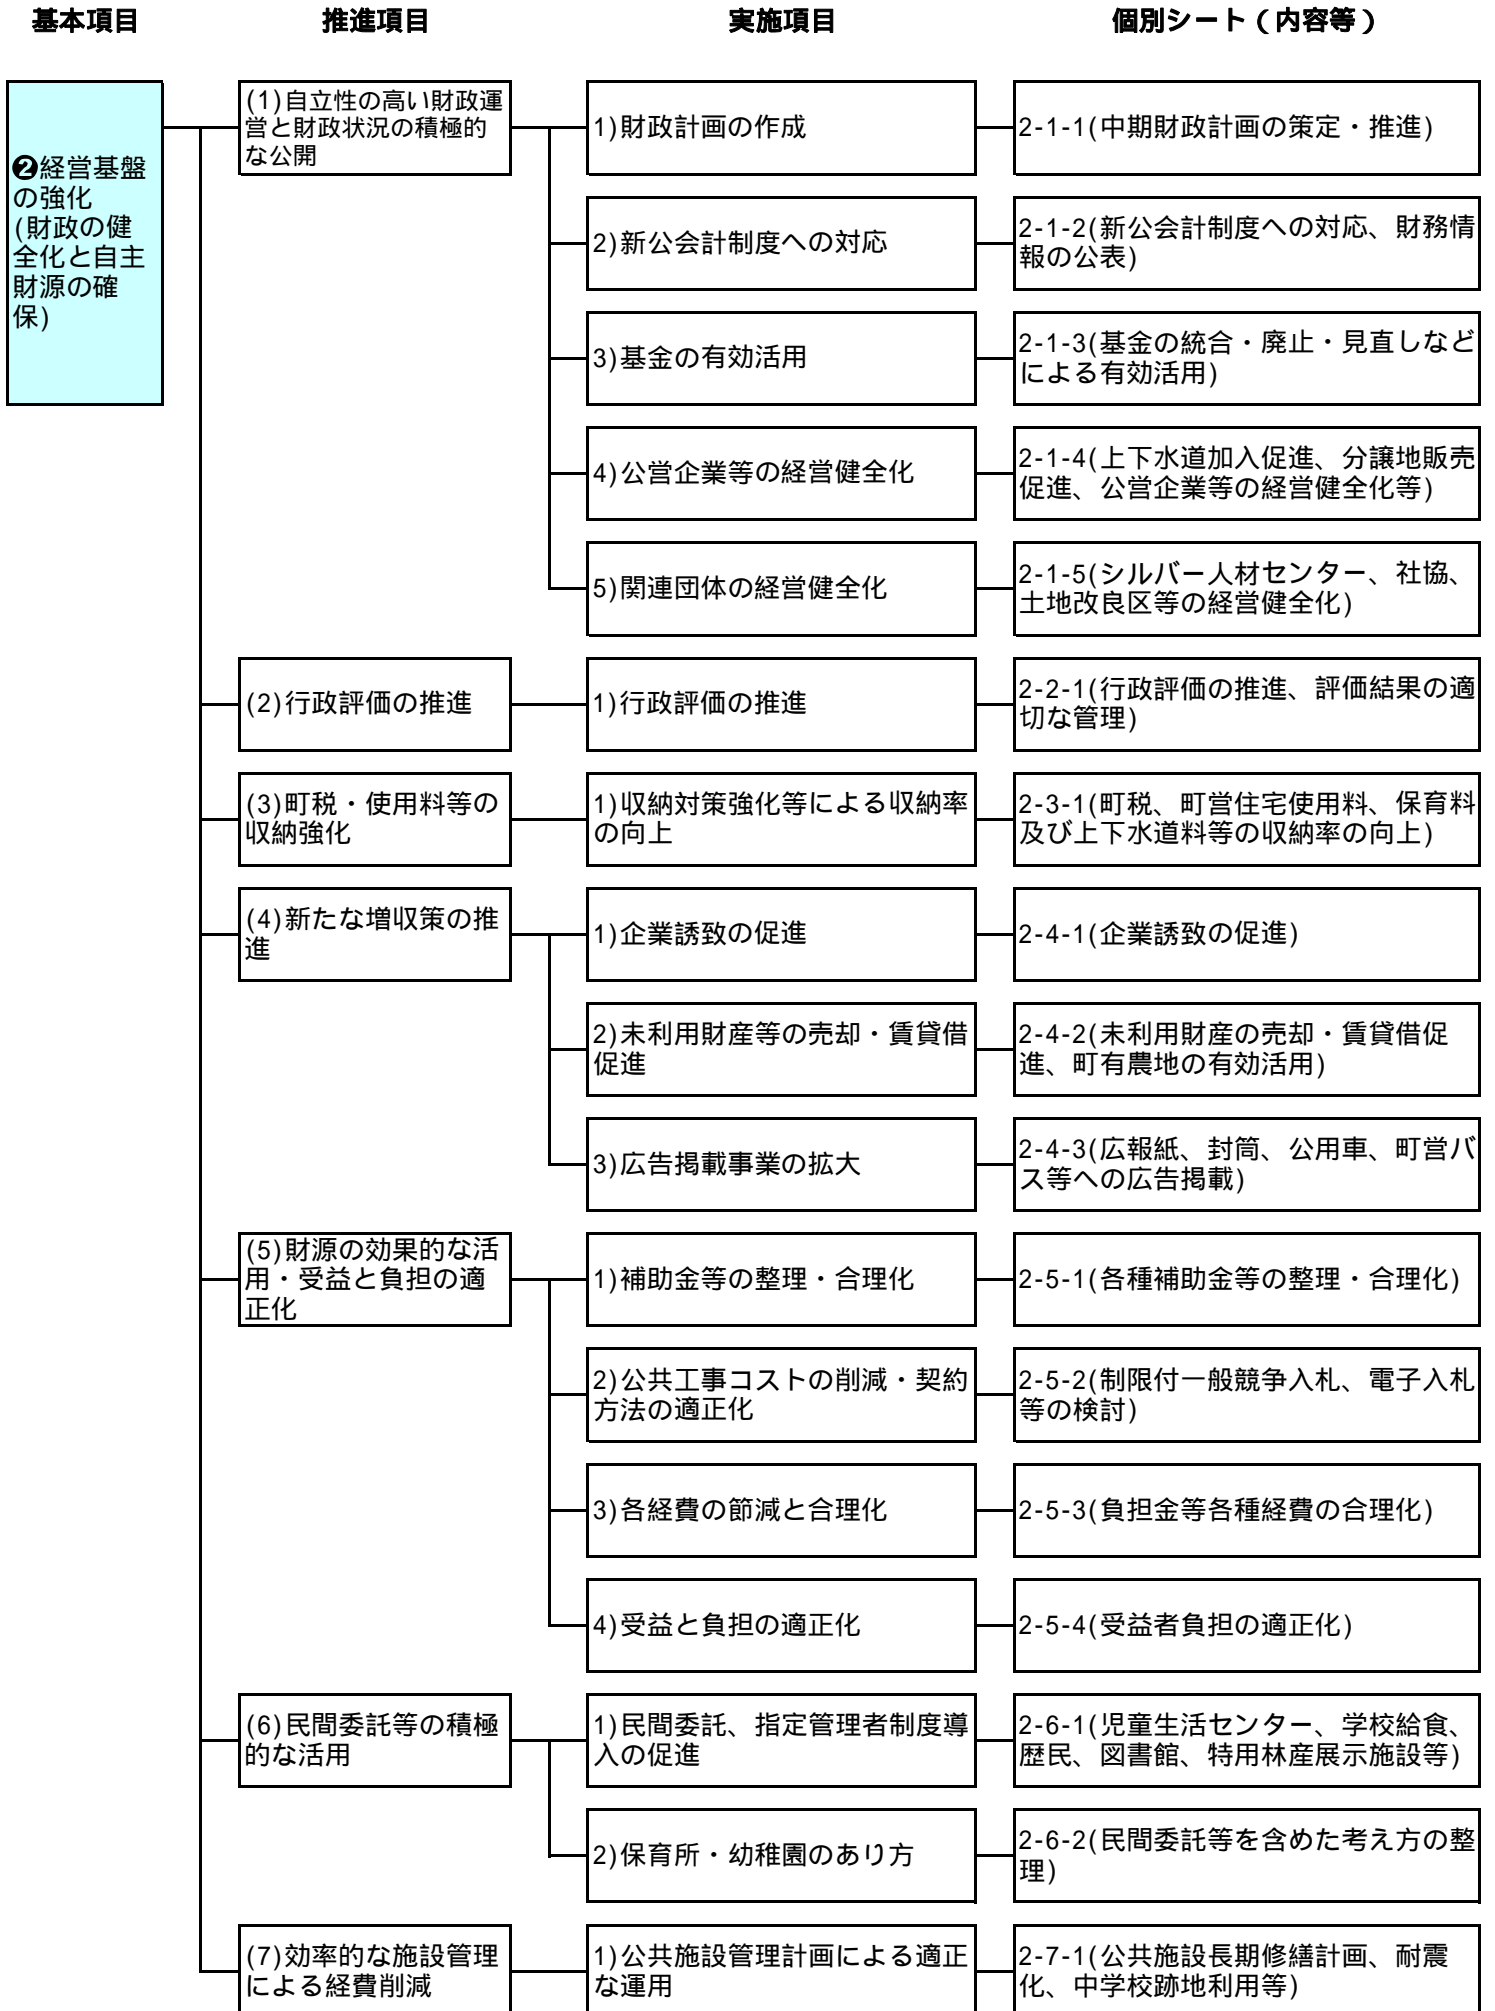 基本項目
推進項目
実施項目
個別シート(内容等)
❷経営基盤
の強化
(財政の健
全化と自主
財源の確
保)
(1)自立性の高い財政運
営と財政状況の積極的
な公開
1)財政計画の作成
2-1-1(中期財政計画の策定・推進)
2)新公会計制度への対応
2-1-2(新公会計制度への対応、財務情
報の公表)
3)基金の有効活用
2-1-3(基金の統合・廃止・見直しなど
による有効活用)
4)公営企業等の経営健全化
2-1-4(上下水道加入促進、分譲地販売
促進、公営企業等の経営健全化等)
5)関連団体の経営健全化
2-1-5(シルバー人材センター、社協、
土地改良区等の経営健全化)
(2)行政評価の推進
1)行政評価の推進
2-2-1(行政評価の推進、評価結果の適
切な管理)
(3)町税・使用料等の
収納強化
1)収納対策強化等による収納率
の向上
2-3-1(町税、町営住宅使用料、保育料
及び上下水道料等の収納率の向上)
(4)新たな増収策の推
進
1)企業誘致の促進
2-4-1(企業誘致の促進)
2)未利用財産等の売却・賃貸借
促進
2-4-2(未利用財産の売却・賃貸借促
進、町有農地の有効活用)
3)広告掲載事業の拡大
2-4-3(広報紙、封筒、公用車、町営バ
ス等への広告掲載)
(5)財源の効果的な活
用・受益と負担の適
正化
1)補助金等の整理・合理化
2-5-1(各種補助金等の整理・合理化)
2)公共工事コストの削減・契約
方法の適正化
2-5-2(制限付一般競争入札、電子入札
等の検討)
3)各経費の節減と合理化
2-5-3(負担金等各種経費の合理化)
4)受益と負担の適正化
2-5-4(受益者負担の適正化)
(6)民間委託等の積極
的な活用
1)民間委託、指定管理者制度導
入の促進
2-6-1(児童生活センター、学校給食、
歴民、図書館、特用林産展示施設等)
2)保育所・幼稚園のあり方
2-6-2(民間委託等を含めた考え方の整
理)
(7)効率的な施設管理
による経費削減
1)公共施設管理計画による適正
な運用
2-7-1(公共施設長期修繕計画、耐震
化、中学校跡地利用等)